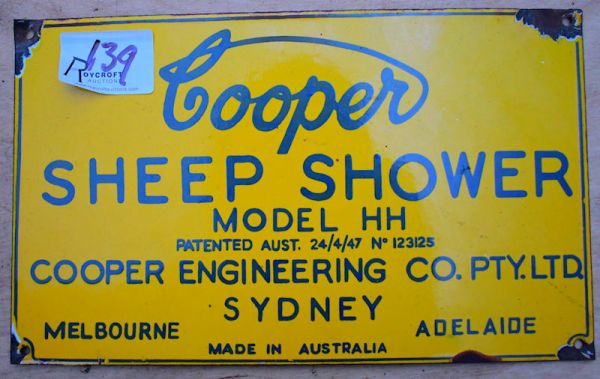 139
ROYCROFT
AUCTIONS
Cooper
SHEEP SHOWER
MODEL HH
PATENTED AUST. 24/4/47 No 123125
COOPER ENGINEERING CO. PTY. LTD.
SYDNEY
MELBOURNE ADELAIDE
MADE IN AUSTRALIA